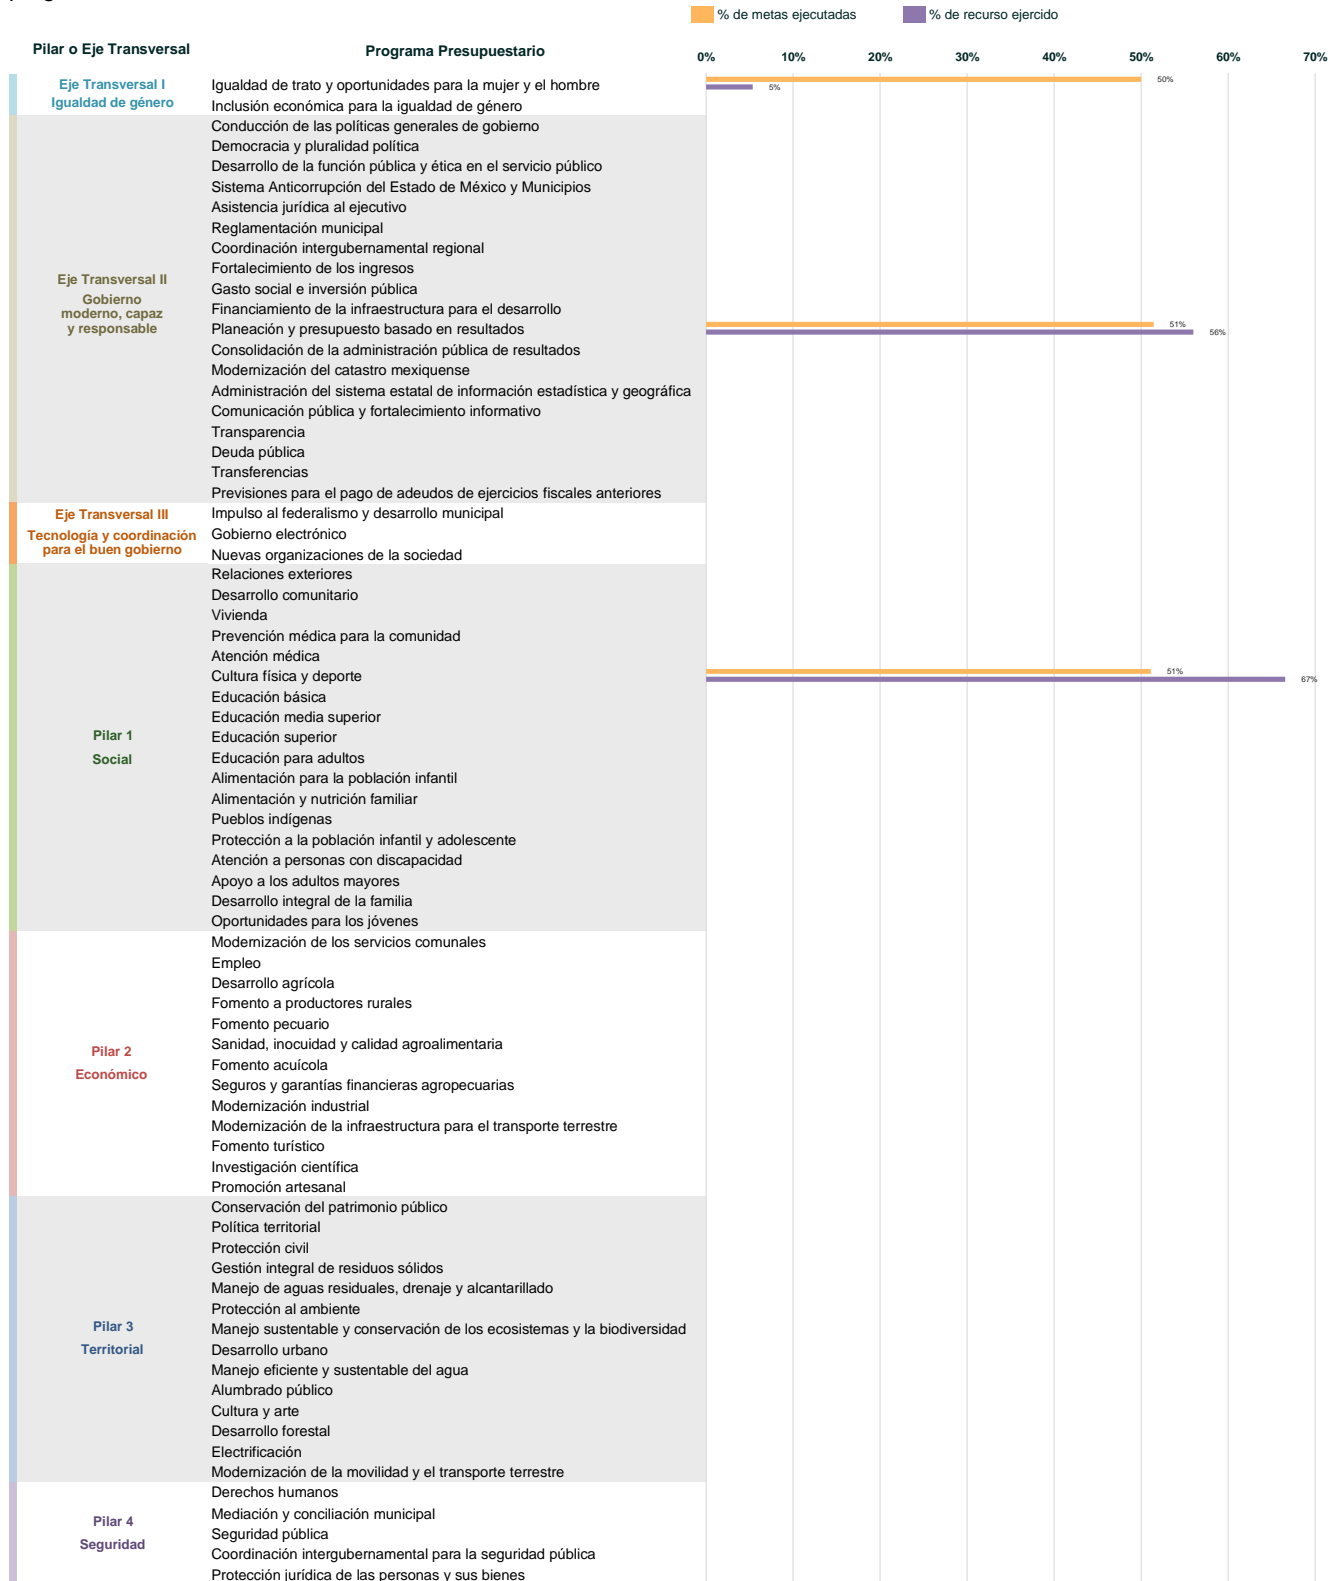 % de metas ejecutadas
% de recurso ejercido
Pilar o Eje Transversal
Programa Presupuestario
0%
10%
20%
30%
40%
50%
60%
70%
Eje Transversal I
Igualdad de género
Igualdad de trato y oportunidades para la mujer y el hombre
50%
5%
Inclusión económica para la igualdad de género
Eje Transversal II
Gobierno
moderno, capaz
y responsable
Conducción de las políticas generales de gobierno
Democracia y pluralidad política
Desarrollo de la función pública y ética en el servicio público
Sistema Anticorrupción del Estado de México y Municipios
Asistencia jurídica al ejecutivo
Reglamentación municipal
Coordinación intergubernamental regional
Fortalecimiento de los ingresos
Gasto social e inversión pública
Financiamiento de la infraestructura para el desarrollo
Planeación y presupuesto basado en resultados
51%
56%
Consolidación de la administración pública de resultados
Modernización del catastro mexiquense
Administración del sistema estatal de información estadística y geográfica
Comunicación pública y fortalecimiento informativo
Transparencia
Deuda pública
Transferencias
Previsiones para el pago de adeudos de ejercicios fiscales anteriores
Eje Transversal III
Tecnología y coordinación
para el buen gobierno
Impulso al federalismo y desarrollo municipal
Gobierno electrónico
Nuevas organizaciones de la sociedad
Pilar 1
Social
Relaciones exteriores
Desarrollo comunitario
Vivienda
Prevención médica para la comunidad
Atención médica
Cultura física y deporte
51%
67%
Educación básica
Educación media superior
Educación superior
Educación para adultos
Alimentación para la población infantil
Alimentación y nutrición familiar
Pueblos indígenas
Protección a la población infantil y adolescente
Atención a personas con discapacidad
Apoyo a los adultos mayores
Desarrollo integral de la familia
Oportunidades para los jóvenes
Pilar 2
Económico
Modernización de los servicios comunales
Empleo
Desarrollo agrícola
Fomento a productores rurales
Fomento pecuario
Sanidad, inocuidad y calidad agroalimentaria
Fomento acuícola
Seguros y garantías financieras agropecuarias
Modernización industrial
Modernización de la infraestructura para el transporte terrestre
Fomento turístico
Investigación científica
Promoción artesanal
Pilar 3
Territorial
Conservación del patrimonio público
Política territorial
Protección civil
Gestión integral de residuos sólidos
Manejo de aguas residuales, drenaje y alcantarillado
Protección al ambiente
Manejo sustentable y conservación de los ecosistemas y la biodiversidad
Desarrollo urbano
Manejo eficiente y sustentable del agua
Alumbrado público
Cultura y arte
Desarrollo forestal
Electrificación
Modernización de la movilidad y el transporte terrestre
Pilar 4
Seguridad
Derechos humanos
Mediación y conciliación municipal
Seguridad pública
Coordinación intergubernamental para la seguridad pública
Protección jurídica de las personas y sus bienes